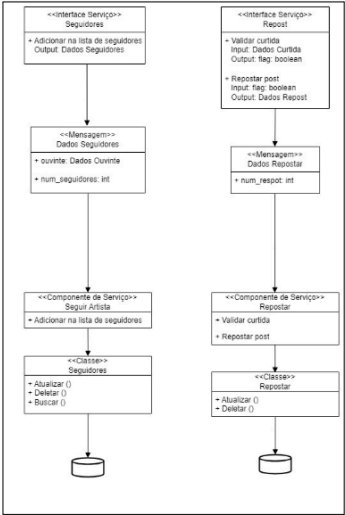 <<Interface Serviço>>
Seguidores
+ Adicionar na lista de seguidores
Output: Dados Seguidores
<<Mensagem>>
Dados Seguidores
+ ouvinte: Dados Ouvinte
+ num_seguidores: int
<<Componente de Serviço>>
Seguir Artista
+ Adicionar na lista de seguidores
<<Classe>>
Seguidores
+ Atualizar ()
+ Deletar ()
+ Buscar ()
<<Interface Serviço>>
Repost
+ Validar curtida
Input: Dados Curtida
Output: flag: boolean
+ Repostar post
Input: flag: boolean
Output: Dados Repost
<<Mensagem>>
Dados Repostar
+ num_respot: int
<<Componente de Serviço>>
Repostar
+ Validar curtida
+ Repostar post
<<Classe>>
Repostar
+ Atualizar ()
+ Deletar ()